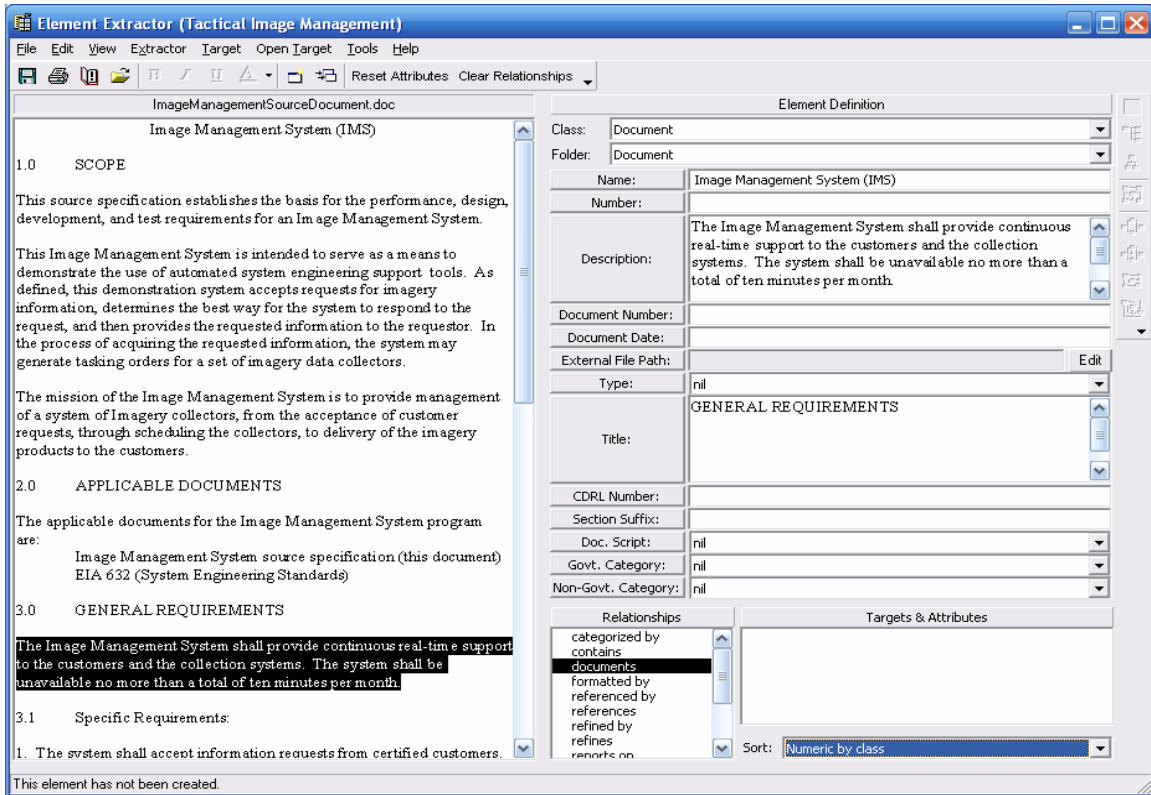 Element Extractor (Tactical Image Management)
File Edit View Extractor Target Open Target Tools Help
B I U A Reset Attributes Clear Relationships
ImageManagementSourceDocument.doc
Image Management System (IMS)
1.0 SCOPE
This source specification establishes the basis for the performance, design,
development, and test requirements for an Image Management System.
This Image Management System is intended to serve as a means to
demonstrate the use of automated system engineering support tools. As
defined, this demonstration system accepts requests for imagery
information, determines the best way for the system to respond to the
request, and then provides the requested information to the requestor. In
the process of acquiring the requested information, the system may
generate tasking orders for a set of imagery data collectors.
The mission of the Image Management System is to provide management
of a system of Imagery collectors, from the acceptance of customer
requests, through scheduling the collectors, to delivery of the imagery
products to the customers.
2.0 APPLICABLE DOCUMENTS
The applicable documents for the Image Management System program
are:
Image Management System source specification (this document)
EIA 632 (System Engineering Standards)
3.0 GENERAL REQUIREMENTS
The Image Management System shall provide continuous real-time support
to the customers and the collection systems. The system shall be
unavailable no more than a total of ten minutes per month.
3.1 Specific Requirements:
1. The system shall accept information requests from certified customers.
Element Definition
Class: Document
Folder: Document
Name: Image Management System (IMS)
Number:
Description:
The Image Management System shall provide continuous
real-time support to the customers and the collection
systems. The system shall be unavailable no more than a
total of ten minutes per month.
Document Number:
Document Date:
External File Path: Edit
Type: nil
Title: GENERAL REQUIREMENTS
CDRL Number:
Section Suffix:
Doc. Script: nil
Govt. Category: nil
Non-Govt. Category: nil
Relationships
categorized by
contains
documents
formatted by
referenced by
references
refined by
refines
reports on
Targets & Attributes
Sort: Numeric by class
This element has not been created.